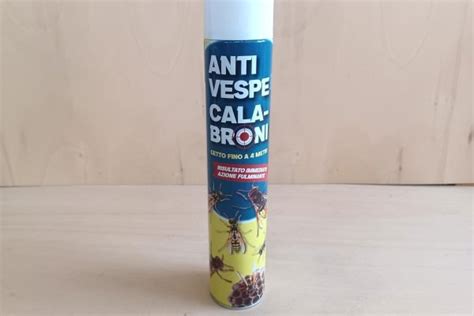 ANTI
VESPE
CALA-
BRONI
GETTO FINO A 4 METRI
RISULTATO IMMEDIATO
AZIONE FULMINANTE